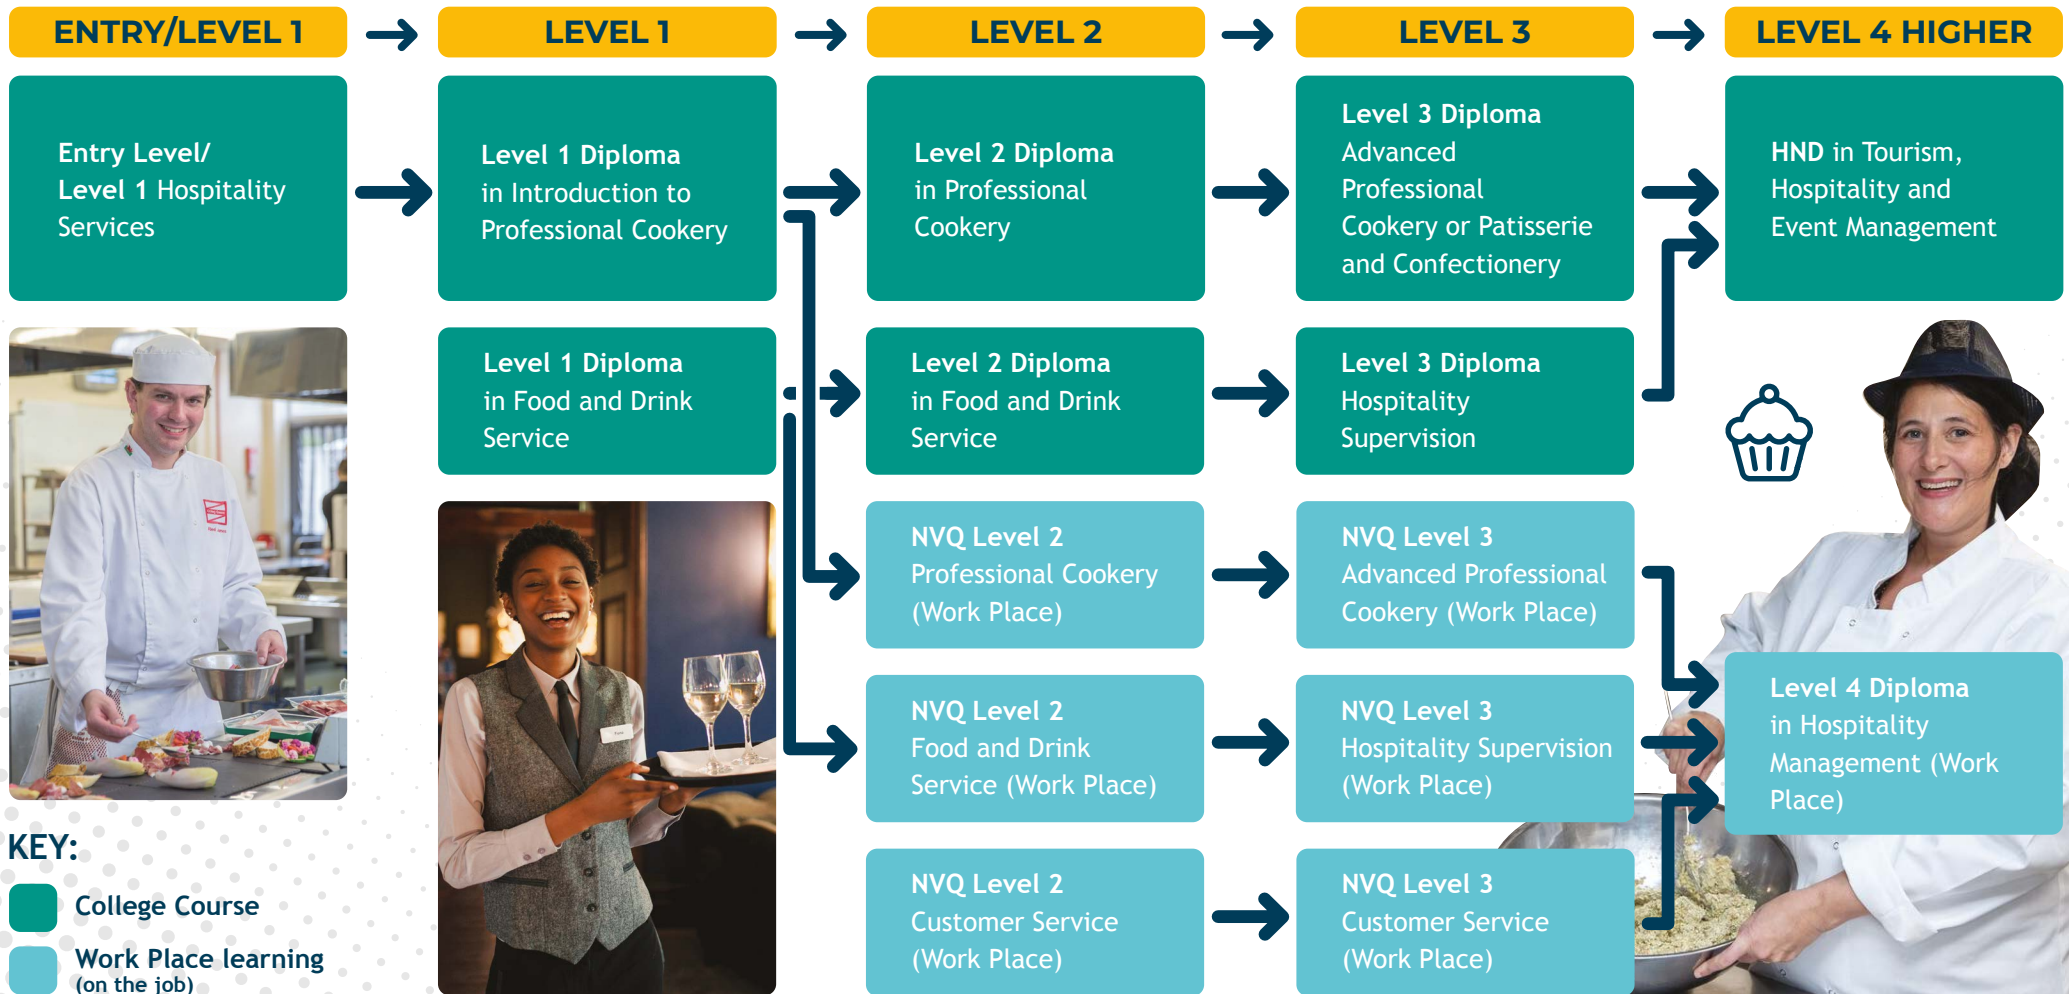 ENTRY/LEVEL 1
LEVEL 1
LEVEL 2
LEVEL 3
LEVEL 4 HIGHER
Entry Level/
Level 1 Hospitality
Services
Level 1 Diploma
in Introduction to
Professional Cookery
Level 2 Diploma
in Professional
Cookery
Level 3 Diploma
Advanced
Professional
Cookery or Patisserie
and Confectionery
HND in Tourism,
Hospitality and
Event Management
Level 1 Diploma
in Food and Drink
Service
Level 2 Diploma
in Food and Drink
Service
Level 3 Diploma
Hospitality
Supervision
NVQ Level 2
Professional Cookery
(Work Place)
NVQ Level 3
Advanced Professional
Cookery (Work Place)
NVQ Level 2
Food and Drink
Service (Work Place)
NVQ Level 3
Hospitality Supervision
(Work Place)
Level 4 Diploma
in Hospitality
Management (Work
Place)
NVQ Level 2
Customer Service
(Work Place)
NVQ Level 3
Customer Service
(Work Place)
KEY:
College Course
Work Place learning
(on the job)